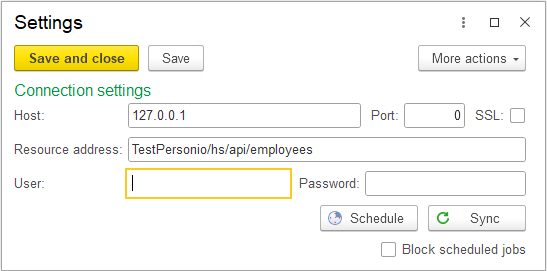 Settings
Save and close Save More actions
Connection settings
Host: 127.0.0.1 Port: 0 SSL:
Resource address: TestPersonio/hs/api/employees
User: Password:
Schedule Sync
Block scheduled jobs